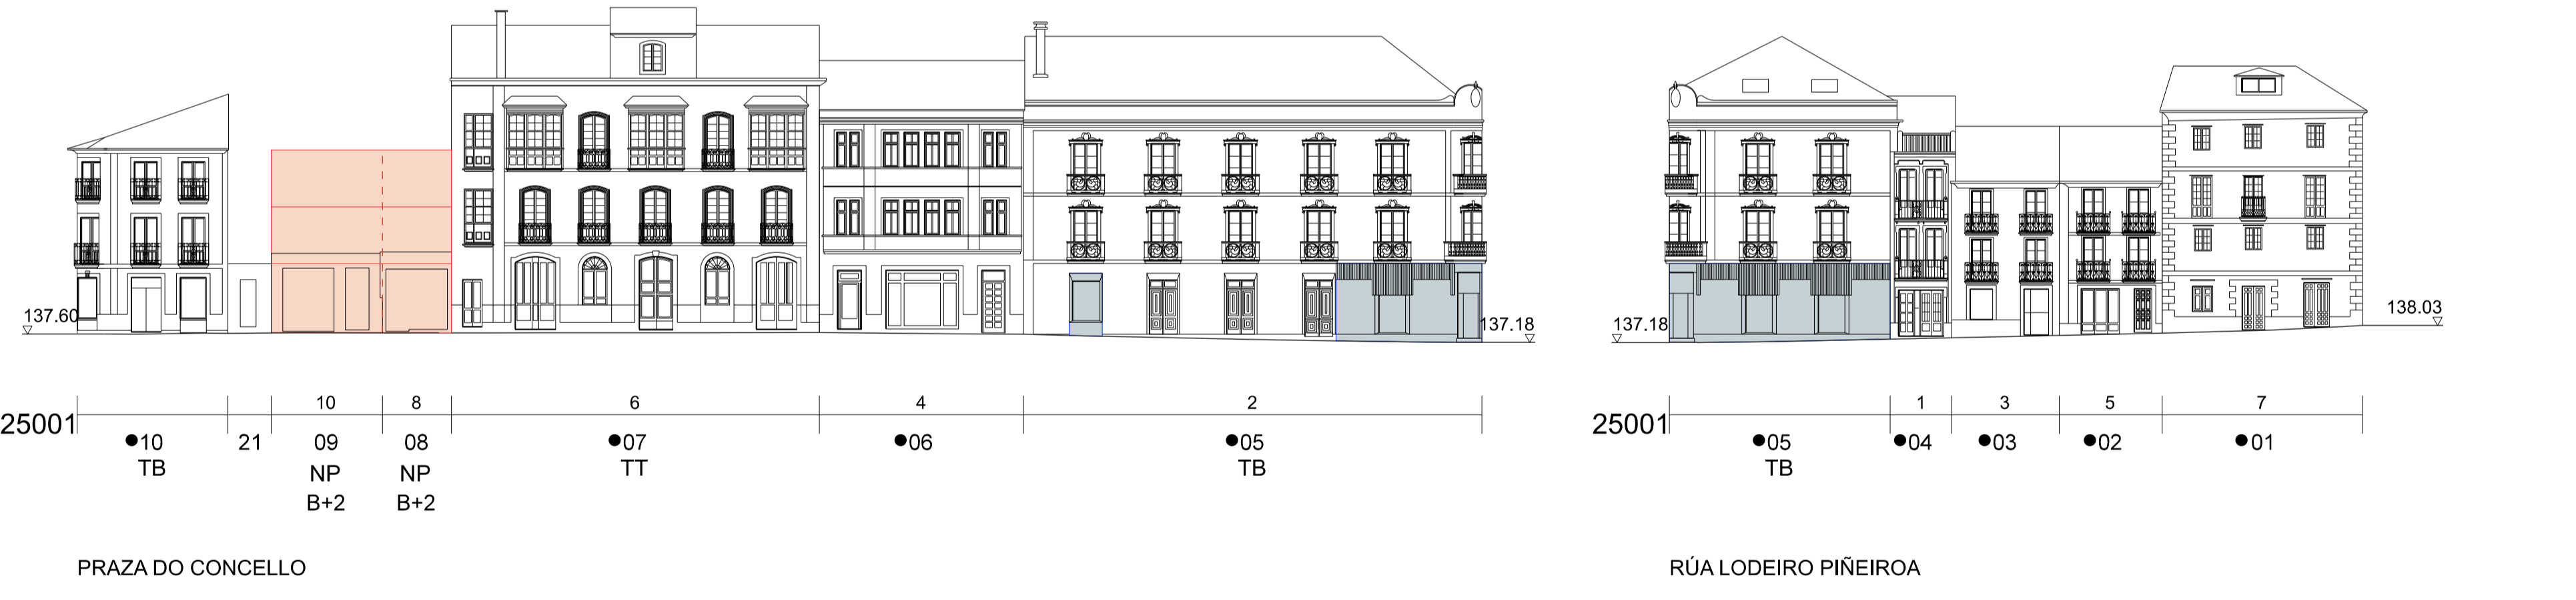 137.60
137.18
137.18
138.03
10 8 6 4 2
1 3 5 7
25001
●10 21 09 08 ●07 ●06 ●05
TB NP NP TT TB
B+2 B+2
25001
●05 ●04 ●03 ●02 ●01
TB
PRAZA DO CONCELLO
RÚA LODEIRO PIÑEIROA